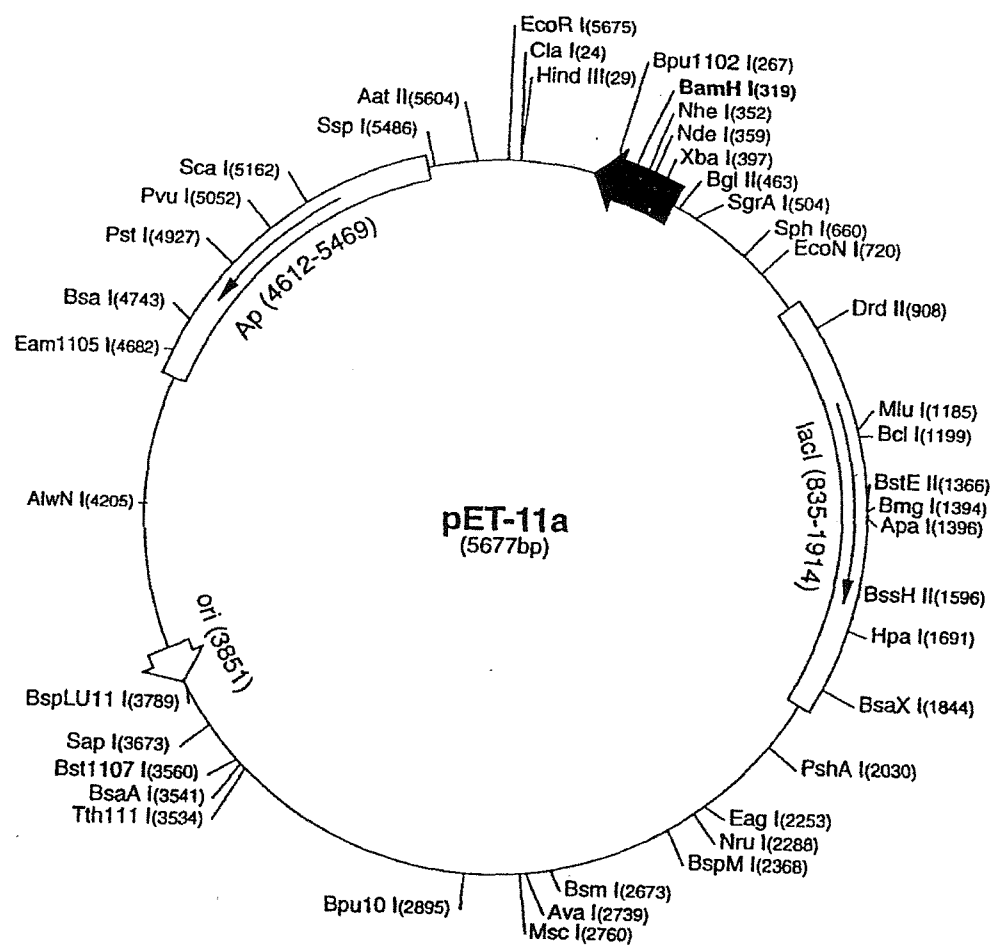 EcoR I(5675)
Cla I(24)
Hind III(29)
Bpu1102 I(267)
BamH I(319)
Nhe I(352)
Nde I(359)
Xba I(397)
Bgl II(463)
SgrA I(504)
Sph I(660)
EcoN I(720)
Drd II(908)
Mlu I(1185)
Bcl I(1199)
BstE II(1366)
Bmg I(1394)
Apa I(1396)
BssH II(1596)
Hpa I(1691)
BsaX I(1844)
PshA I(2030)
Eag I(2253)
Nru I(2288)
BspM I(2368)
Bsm I(2673)
Ava I(2739)
Msc I(2760)
Bpu10 I(2895)
Tth111 I(3534)
BsaA I(3541)
Bst1107 I(3560)
Sap I(3673)
BspLU11 I(3789)
AlwN I(4205)
Eam1105 I(4682)
Bsa I(4743)
Pst I(4927)
Pvu I(5052)
Sca I(5162)
Ssp I(5486)
Aat II(5604)
Ap (4612-5469)
lacI (835-1914)
ori (3851)
pET-11a
(5677bp)